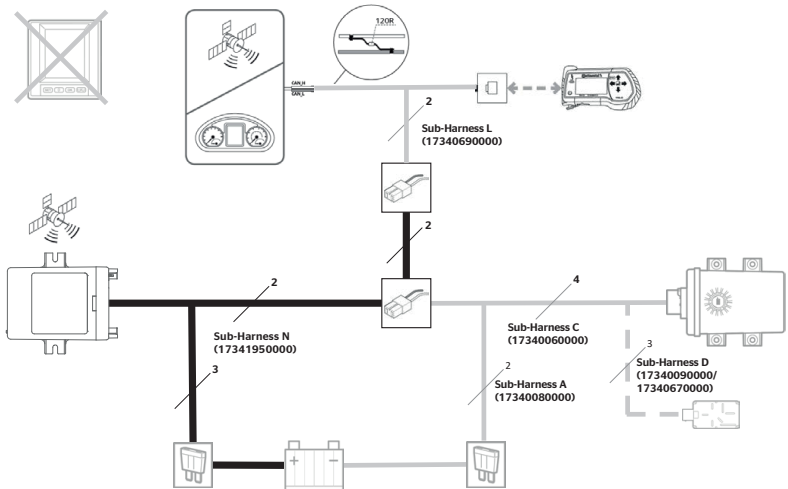 120R
CAN_H
CAN_L
2
Sub-Harness L
(17340690000)
2
2
4
Sub-Harness N
(17341950000)
Sub-Harness C
(17340060000)
3
2
Sub-Harness A
(17340080000)
3
Sub-Harness D
(17340090000/
17340670000)
+ −